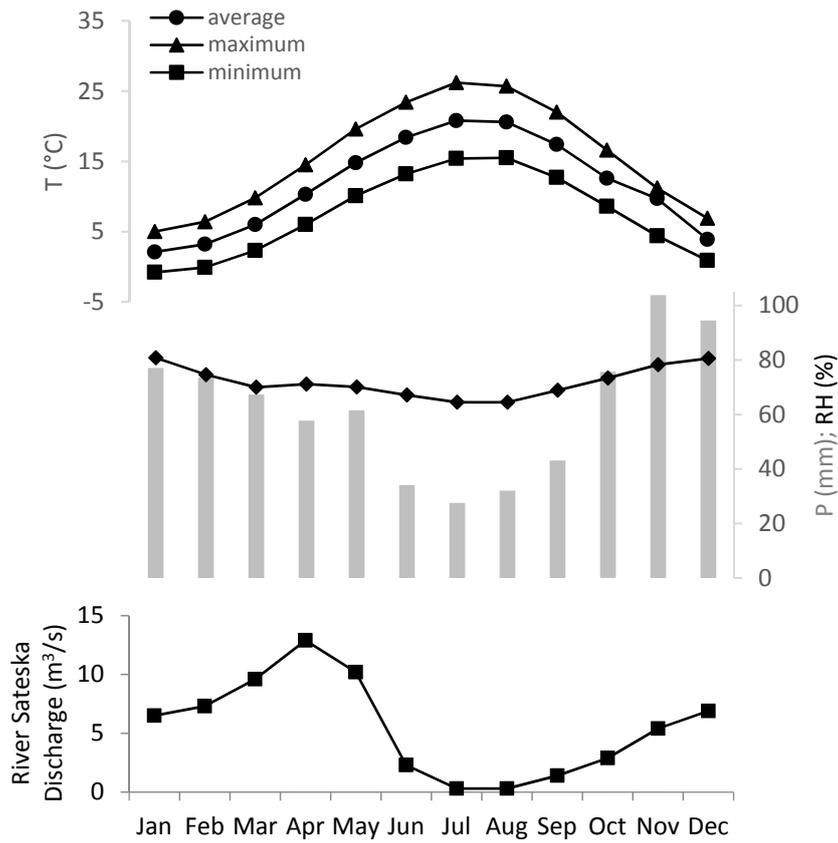 35
25
15
5
-5
T (°C)
average
maximum
minimum
100
80
60
40
20
0
P (mm); RH (%)
15
10
5
0
River Sateska
Discharge (m³/s)
Jan Feb Mar Apr May Jun Jul Aug Sep Oct Nov Dec